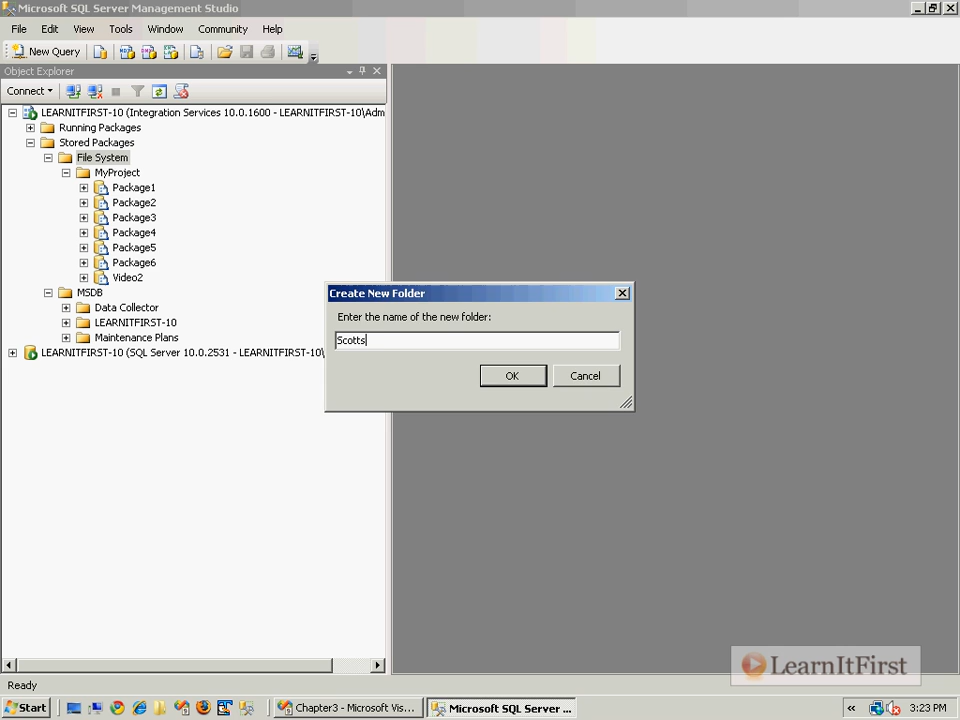 Microsoft SQL Server Management Studio
File Edit View Tools Window Community Help
New Query
Object Explorer
Connect
LEARNITFIRST-10 (Integration Services 10.0.1600 - LEARNITFIRST-10\Adm
Running Packages
Stored Packages
File System
MyProject
Package1
Package2
Package3
Package4
Package5
Package6
Video2
MSDB
Data Collector
LEARNITFIRST-10
Maintenance Plans
LEARNITFIRST-10 (SQL Server 10.0.2531 - LEARNITFIRST-10\
Create New Folder
Enter the name of the new folder:
Scotts
OK Cancel
LearnItFirst
Ready
Start Chapter3 - Microsoft Vis... Microsoft SQL Server ... « 3:23 PM